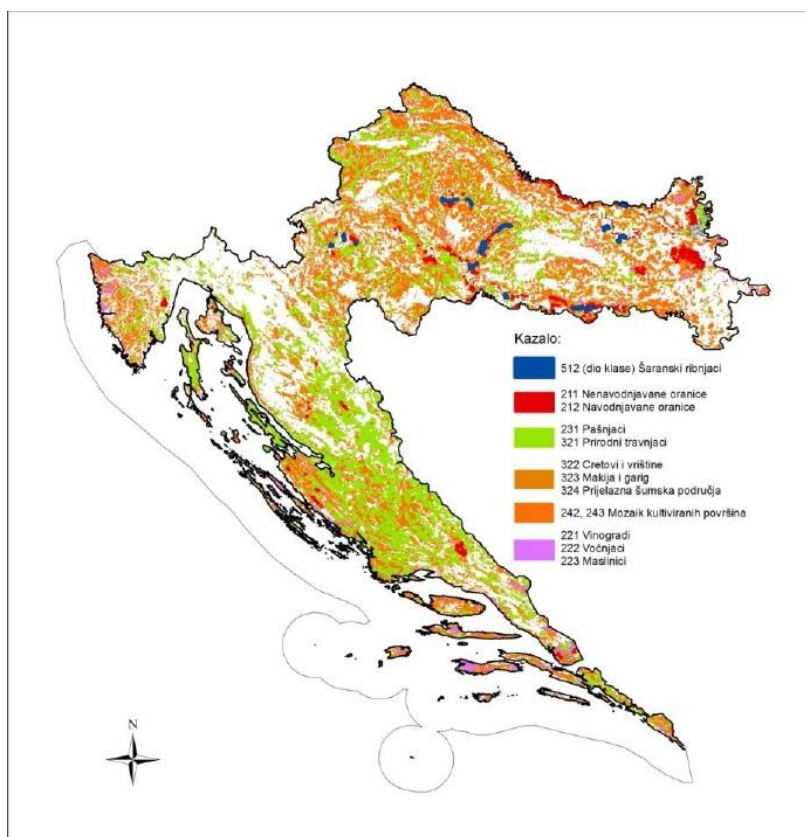 Kazalo:
512 (dio klase) Šaranski ribnjaci
211 Nenavodnjavane oranice
212 Navodnjavane oranice
231 Pašnjaci
321 Prirodni travnjaci
322 Cretovi i vrištine
323 Makija i garig
324 Prijelazna šumska područja
242, 243 Mozaik kultiviranih površina
221 Vinogradi
222 Voćnjaci
223 Maslinici
N